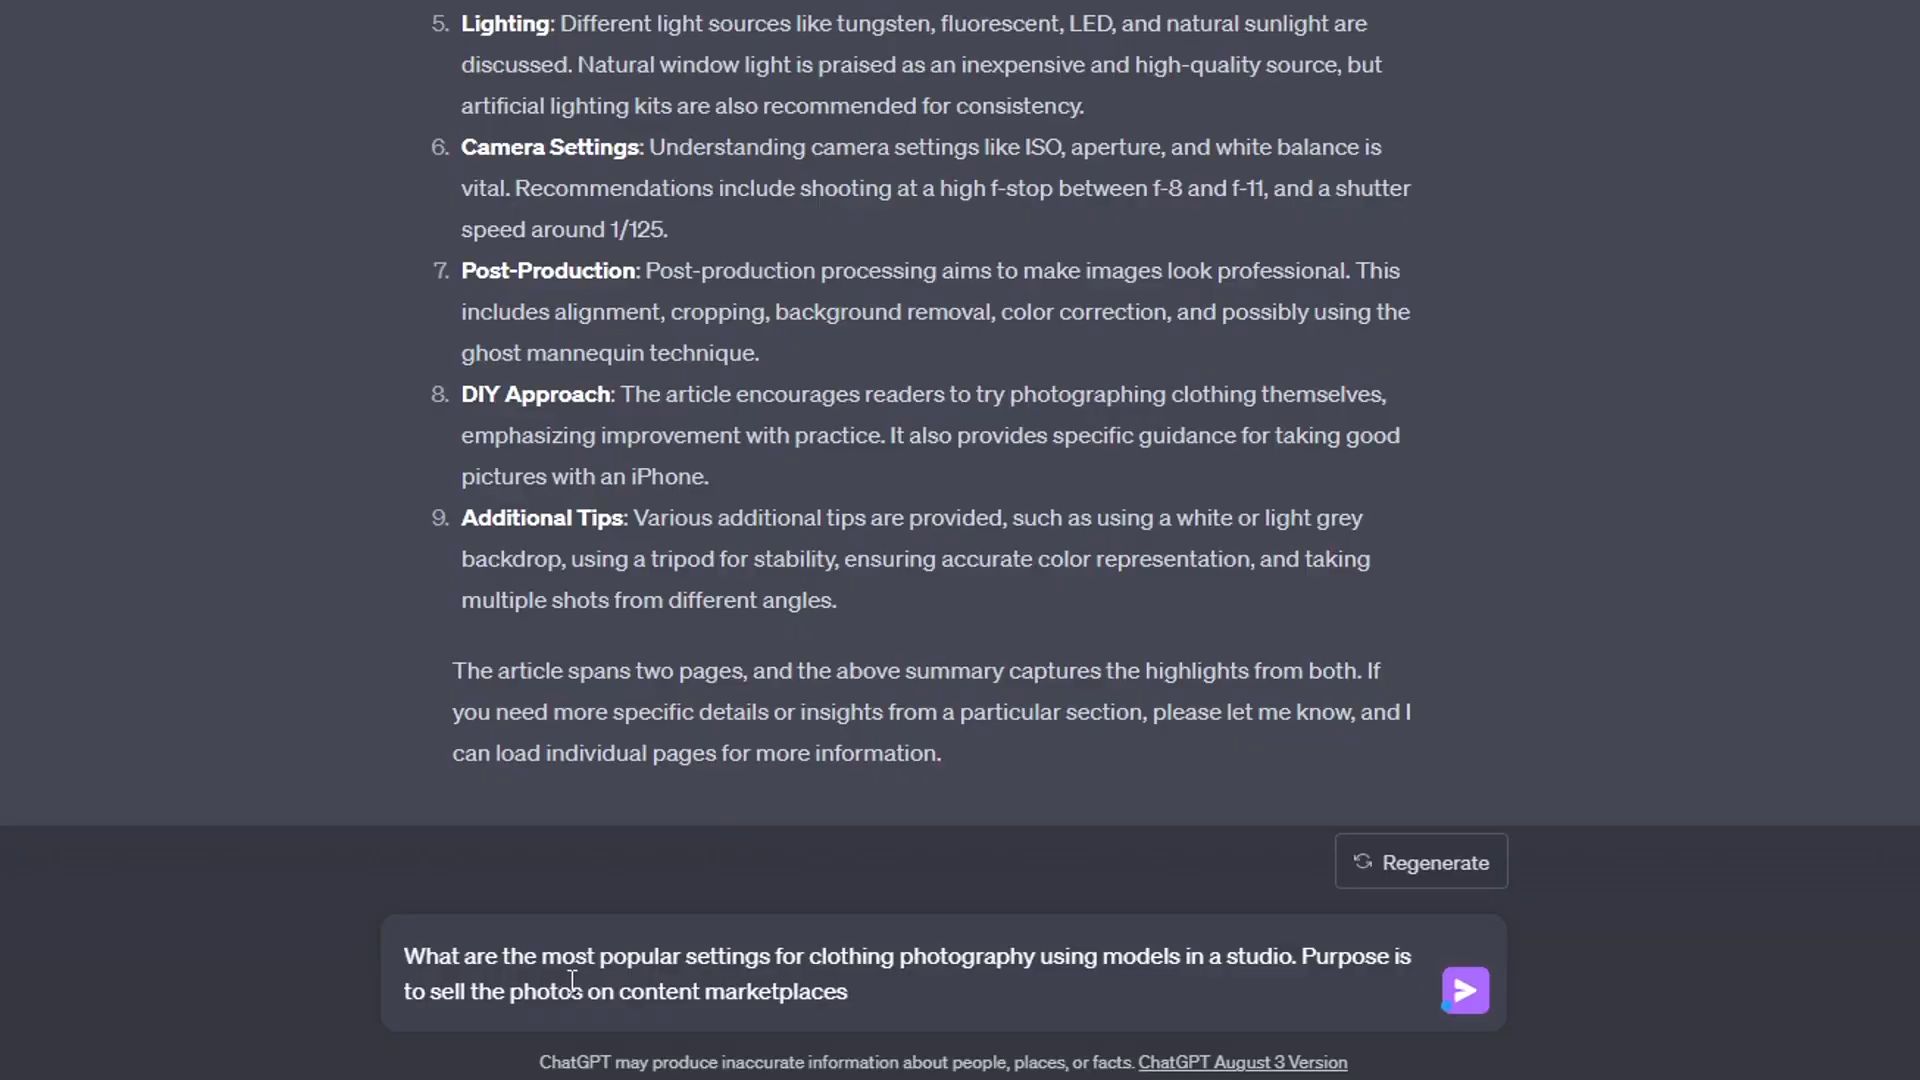 5. Lighting: Different light sources like tungsten, fluorescent, LED, and natural sunlight are
discussed. Natural window light is praised as an inexpensive and high-quality source, but
artificial lighting kits are also recommended for consistency.
6. Camera Settings: Understanding camera settings like ISO, aperture, and white balance is
vital. Recommendations include shooting at a high f-stop between f-8 and f-11, and a shutter
speed around 1/125.
7. Post-Production: Post-production processing aims to make images look professional. This
includes alignment, cropping, background removal, color correction, and possibly using the
ghost mannequin technique.
8. DIY Approach: The article encourages readers to try photographing clothing themselves,
emphasizing improvement with practice. It also provides specific guidance for taking good
pictures with an iPhone.
9. Additional Tips: Various additional tips are provided, such as using a white or light grey
backdrop, using a tripod for stability, ensuring accurate color representation, and taking
multiple shots from different angles.
The article spans two pages, and the above summary captures the highlights from both. If
you need more specific details or insights from a particular section, please let me know, and I
can load individual pages for more information.
Regenerate
What are the most popular settings for clothing photography using models in a studio. Purpose is
to sell the photos on content marketplaces
ChatGPT may produce inaccurate information about people, places, or facts. ChatGPT August 3 Version